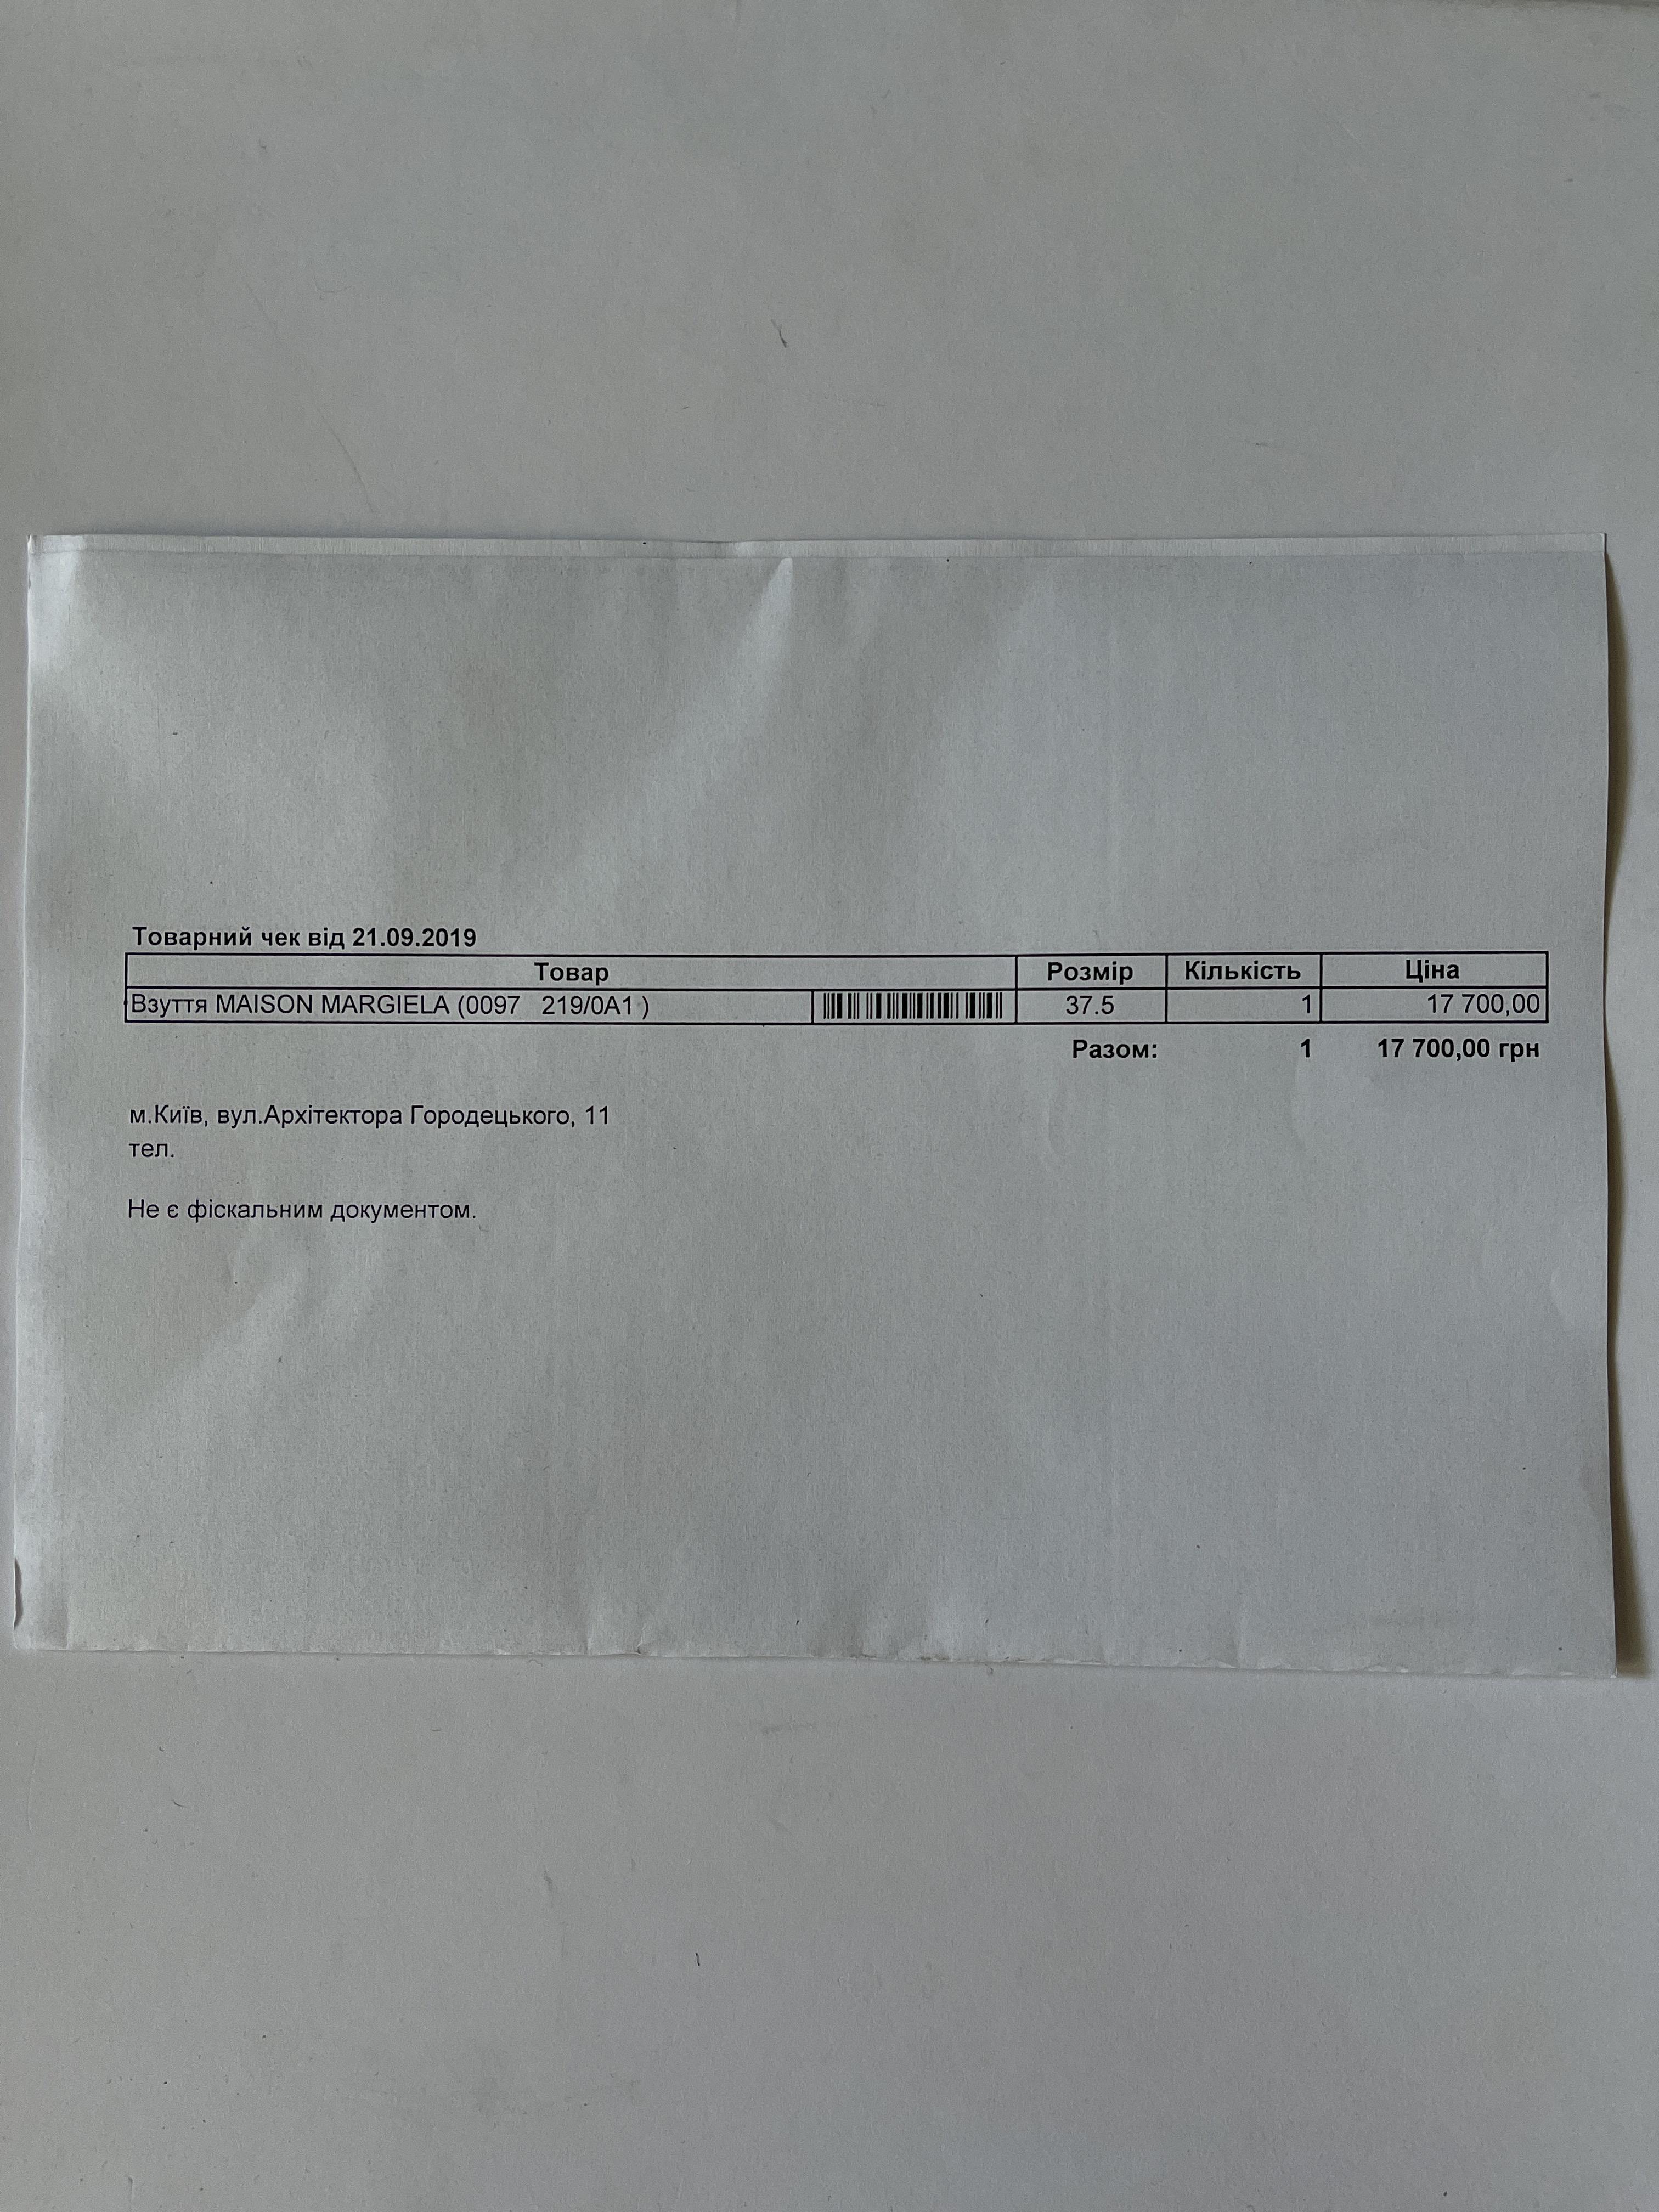 Товарний чек від 21.09.2019
Товар Розмір Кількість Ціна
Взуття MAISON MARGIELA (0097 219/0A1 ) 37.5 1 17 700,00
Разом: 1 17 700,00 грн
м.Київ, вул.Архітектора Городецького, 11
тел.
Не є фіскальним документом.